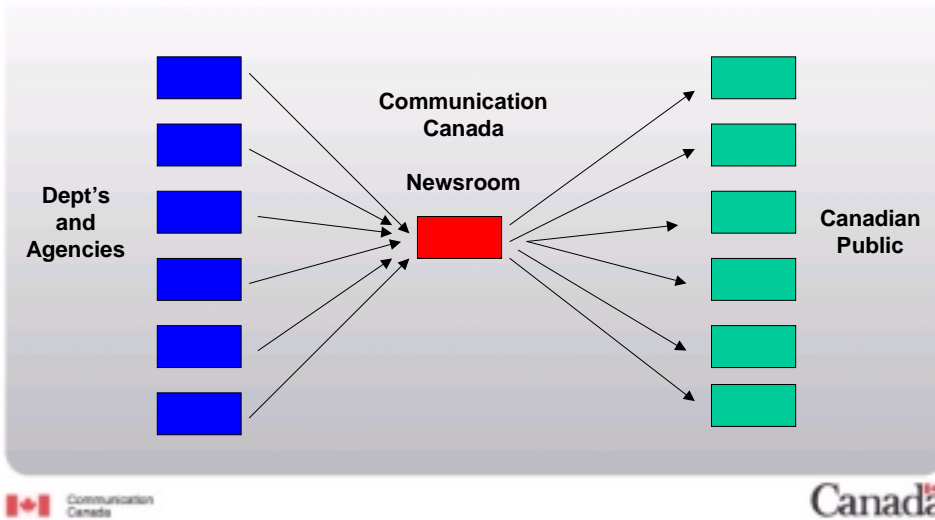 Communication
Canada
Newsroom
Dept's
and
Agencies
Canadian
Public
Communication
Canada
Canada